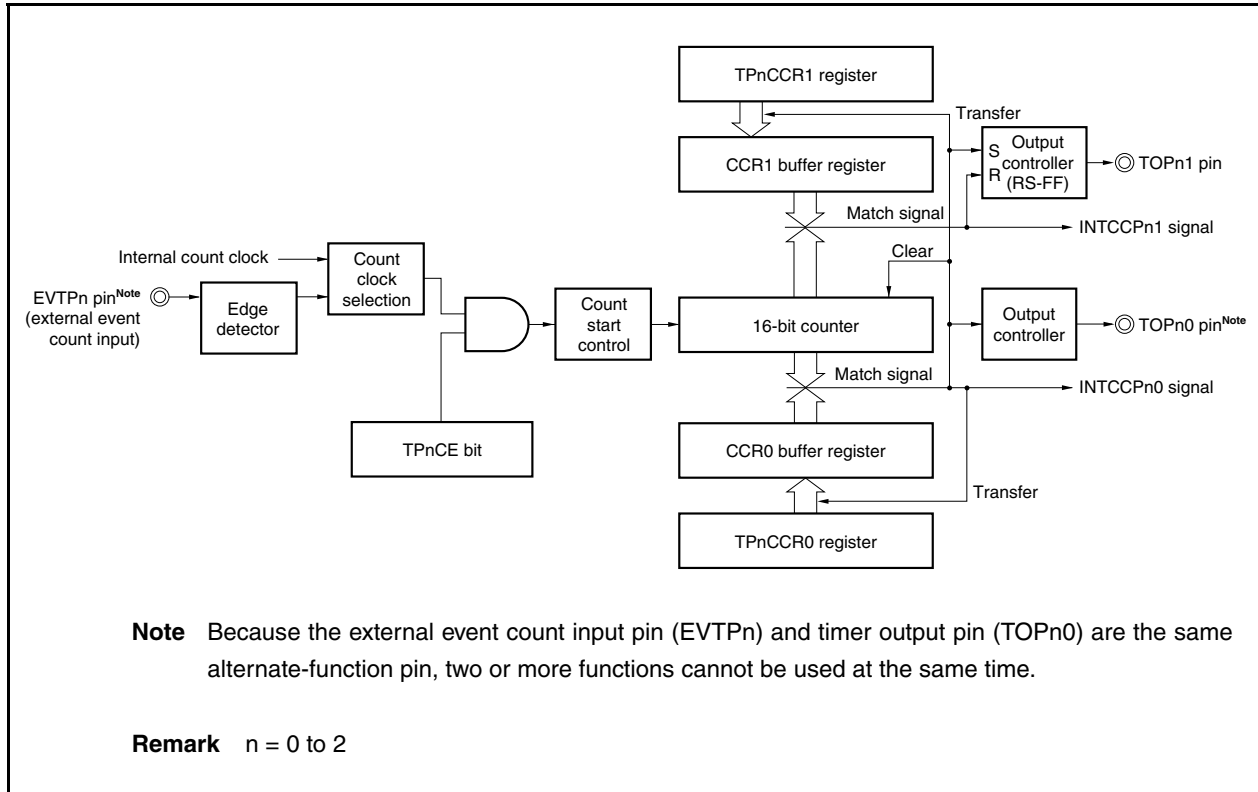 TPnCCR1 register
Transfer
CCR1 buffer register
S
R
Output
controller
(RS-FF)
TOPn1 pin
Match signal
INTCCPn1 signal
Internal count clock
Count
clock
selection
Clear
EVTPn pinNote
(external event
count input)
Edge
detector
Count
start
control
16-bit counter
Output
controller
TOPn0 pinNote
Match signal
INTCCPn0 signal
TPnCE bit
CCR0 buffer register
Transfer
TPnCCR0 register
Note Because the external event count input pin (EVTPn) and timer output pin (TOPn0) are the same
alternate-function pin, two or more functions cannot be used at the same time.
Remark n = 0 to 2